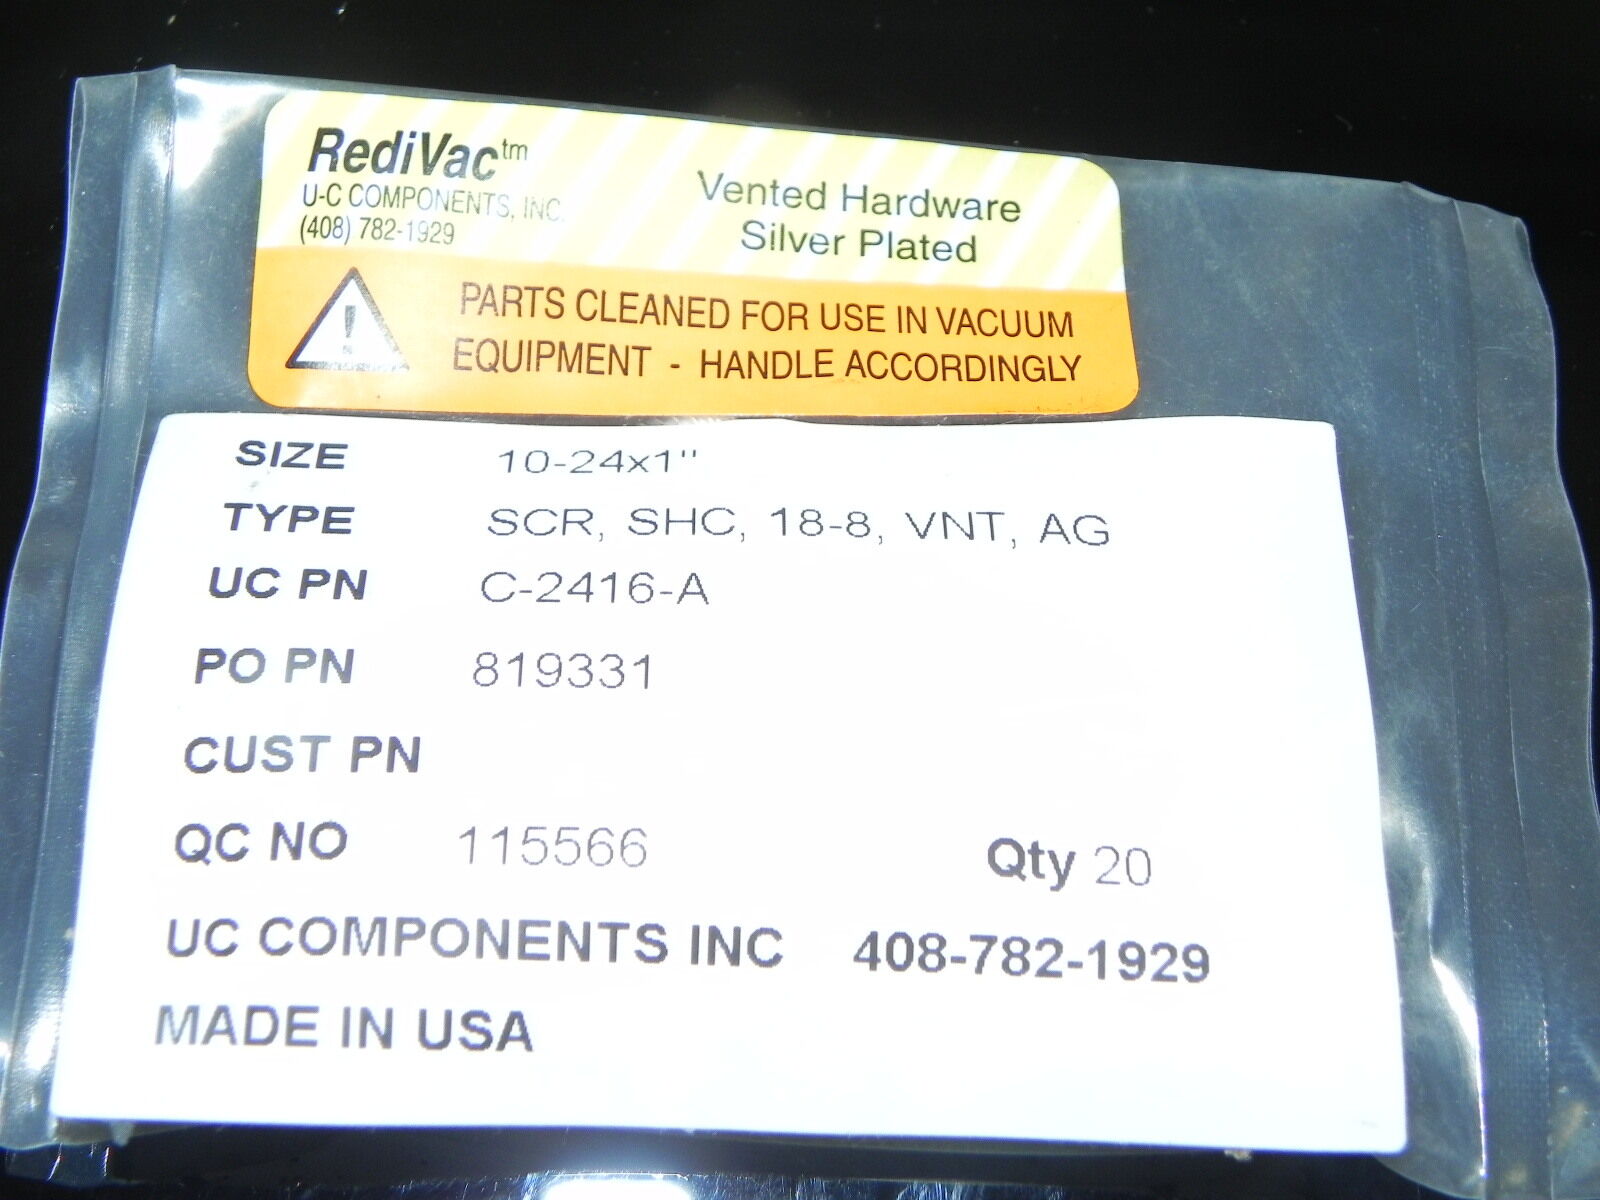 RediVac™
U-C COMPONENTS, INC.
(408) 782-1929
Vented Hardware
Silver Plated
!
PARTS CLEANED FOR USE IN VACUUM
EQUIPMENT - HANDLE ACCORDINGLY
SIZE 10-24x1"
TYPE SCR, SHC, 18-8, VNT, AG
UC PN C-2416-A
PO PN 819331
CUST PN
QC NO 115566 Qty 20
UC COMPONENTS INC 408-782-1929
MADE IN USA